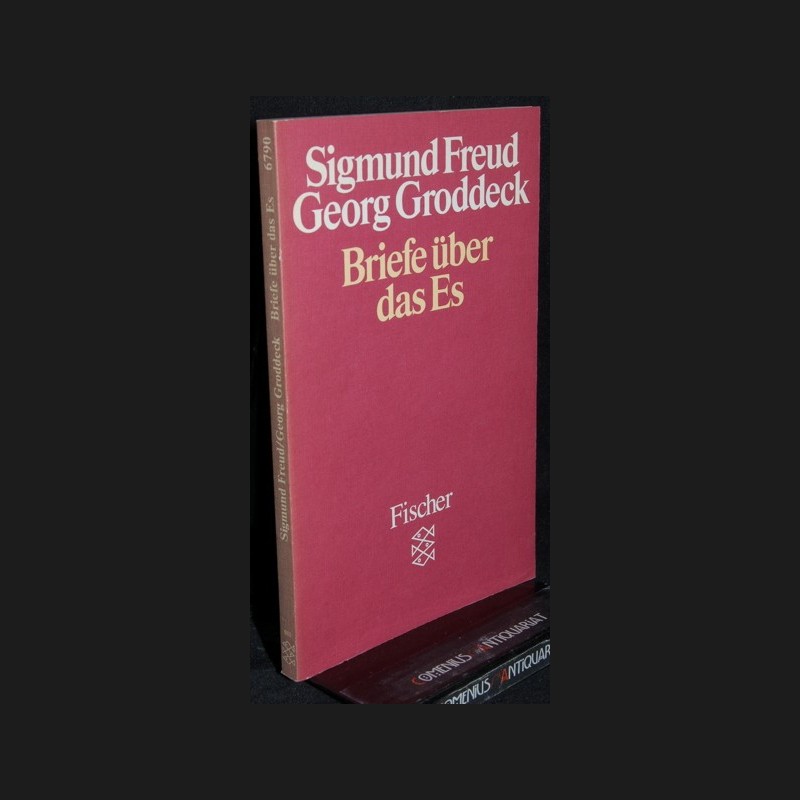 Sigmund Freud
Georg Groddeck
Briefe über
das Es
Fischer
Sigmund Freud/Georg Groddeck Briefe über das Es 6790
COMENIUS ANTIQUARIAT
COMENIUS ANTIQUAR